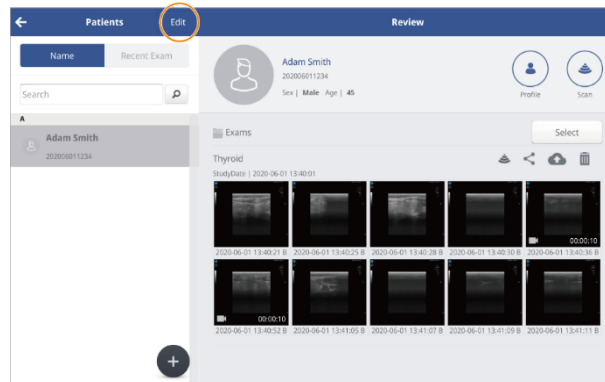 Patients
Edit
Review
Name
Recent Exam
Search
A
Adam Smith
202006011234
Adam Smith
202006011234
Sex | Male Age | 45
Profile
Scan
Exams
Select
Thyroid
StudyDate | 2020-06-01 13:40:01
00:00:10
2020-06-01 13:40:21 B 2020-06-01 13:40:25 B 2020-06-01 13:40:28 B 2020-06-01 13:40:30 B 2020-06-01 13:40:36 B
00:00:10
2020-06-01 13:40:52 B 2020-06-01 13:41:05 B 2020-06-01 13:41:07 B 2020-06-01 13:41:09 B 2020-06-01 13:41:11 B